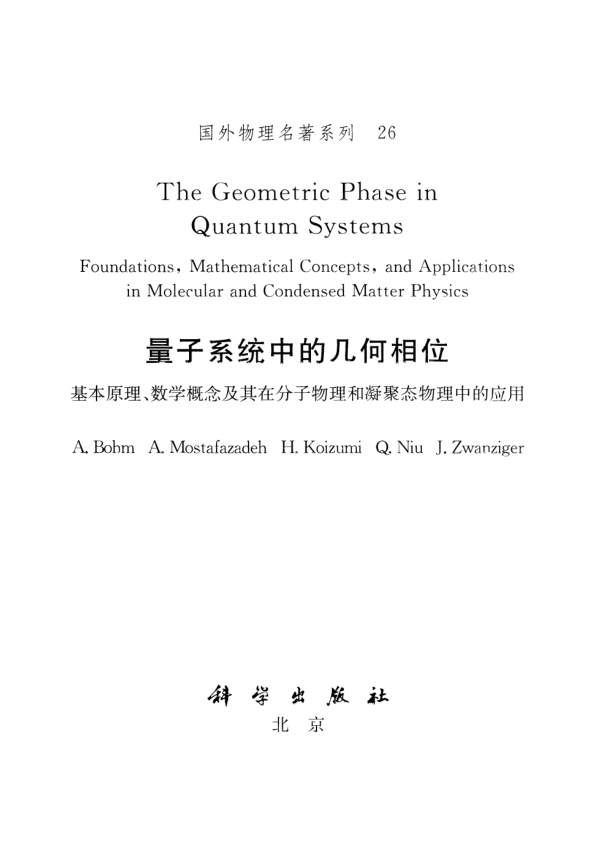 国外物理名著系列 26
The Geometric Phase in
Quantum Systems
Foundations, Mathematical Concepts, and Applications
in Molecular and Condensed Matter Physics
量子系统中的几何相位
基本原理、数学概念及其在分子物理和凝聚态物理中的应用
A. Bohm A. Mostafazadeh H. Koizumi Q. Niu J. Zwanziger
科学出版社
北 京